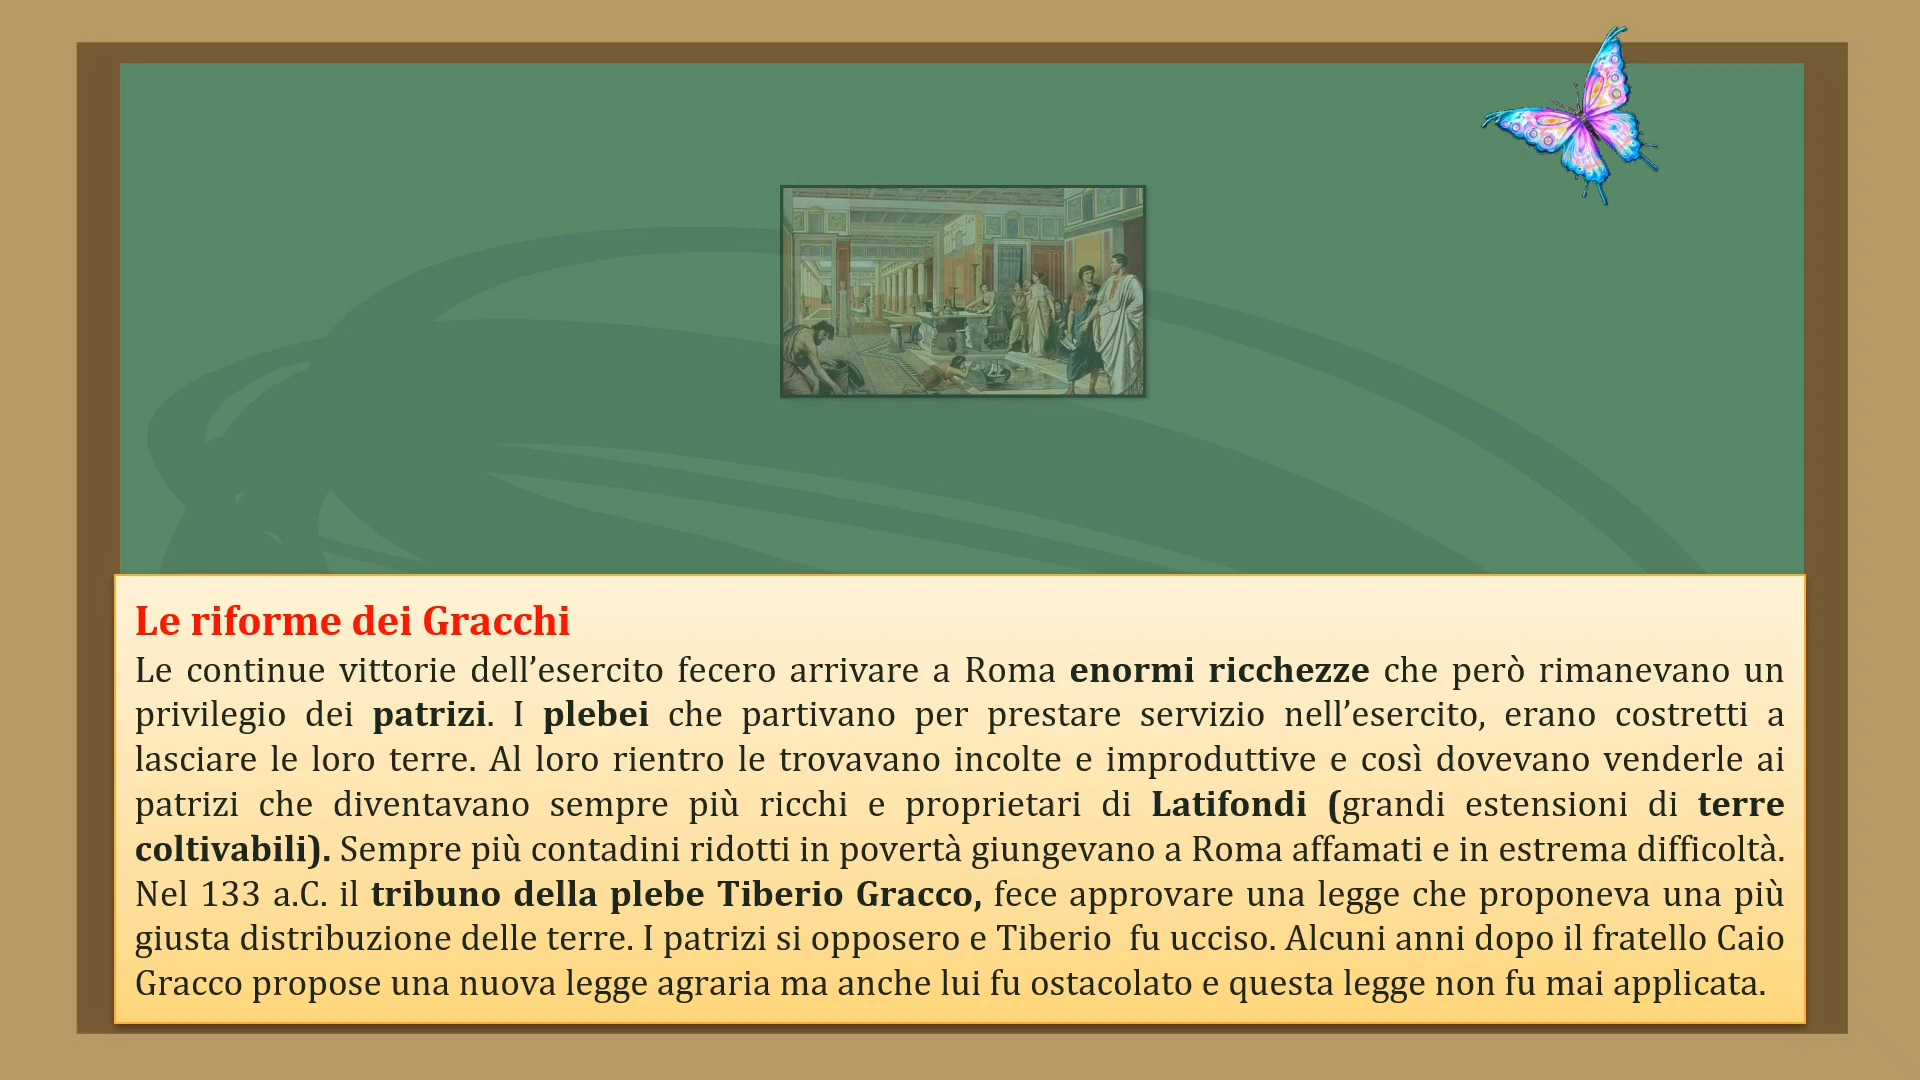 Le riforme dei Gracchi
Le continue vittorie dell’esercito fecero arrivare a Roma enormi ricchezze che però rimanevano un
privilegio dei patrizi. I plebei che partivano per prestare servizio nell’esercito, erano costretti a
lasciare le loro terre. Al loro rientro le trovavano incolte e improduttive e così dovevano venderle ai
patrizi che diventavano sempre più ricchi e proprietari di Latifondi (grandi estensioni di terre
coltivabili). Sempre più contadini ridotti in povertà giungevano a Roma affamati e in estrema difficoltà.
Nel 133 a.C. il tribuno della plebe Tiberio Gracco, fece approvare una legge che proponeva una più
giusta distribuzione delle terre. I patrizi si opposero e Tiberio  fu ucciso. Alcuni anni dopo il fratello Caio
Gracco propose una nuova legge agraria ma anche lui fu ostacolato e questa legge non fu mai applicata.